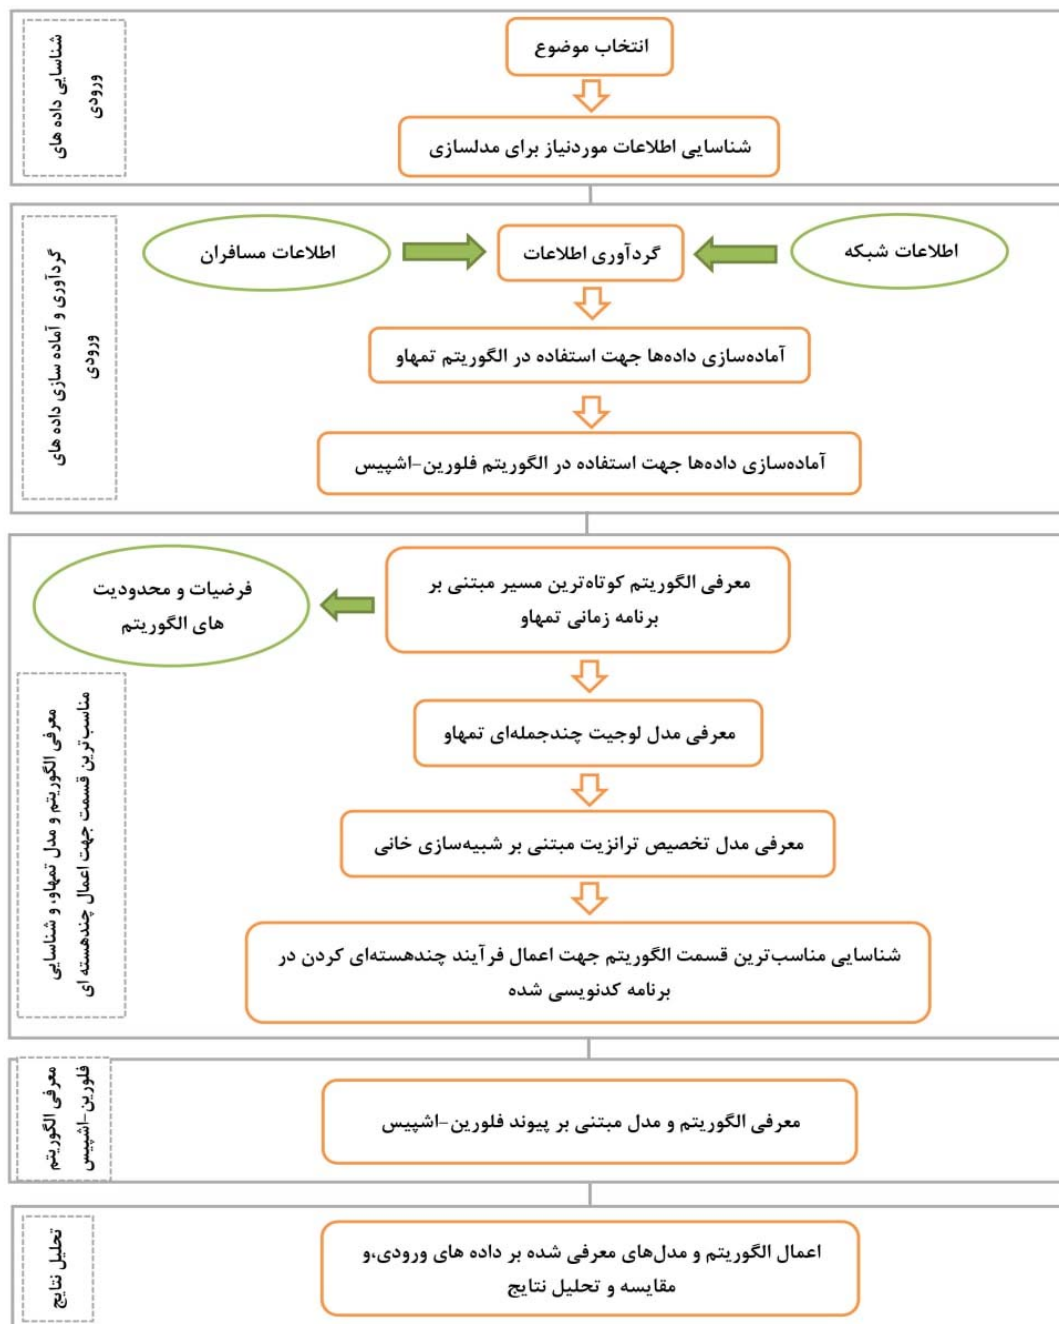 شناسایی داده های
ورودی
انتخاب موضوع
شناسایی اطلاعات موردنیاز برای مدلسازی
گردآوری و آماده سازی داده های
ورودی
اطلاعات شبکه
گردآوری اطلاعات
اطلاعات مسافران
آماده‌سازی داده‌ها جهت استفاده در الگوریتم تمهاو
آماده‌سازی داده‌ها جهت استفاده در الگوریتم فلورین-اشپیس
معرفی الگوریتم و مدل تمهاو، و شناسایی
مناسب‌ترین قسمت جهت اعمال چندهسته ای
معرفی الگوریتم کوتاه‌ترین مسیر مبتنی بر
برنامه زمانی تمهاو
فرضیات و محدودیت
های الگوریتم
معرفی مدل لوجیت چندجمله‌ای تمهاو
معرفی مدل تخصیص ترانزیت مبتنی بر شبیه‌سازی خانی
شناسایی مناسب‌ترین قسمت الگوریتم جهت اعمال فرآیند چندهسته‌ای کردن در
برنامه کدنویسی شده
معرفی الگوریتم
فلورین-اشپیس
معرفی الگوریتم و مدل مبتنی بر پیوند فلورین-اشپیس
تحلیل نتایج
اعمال الگوریتم و مدل‌های معرفی شده بر داده های ورودی،و
مقایسه و تحلیل نتایج